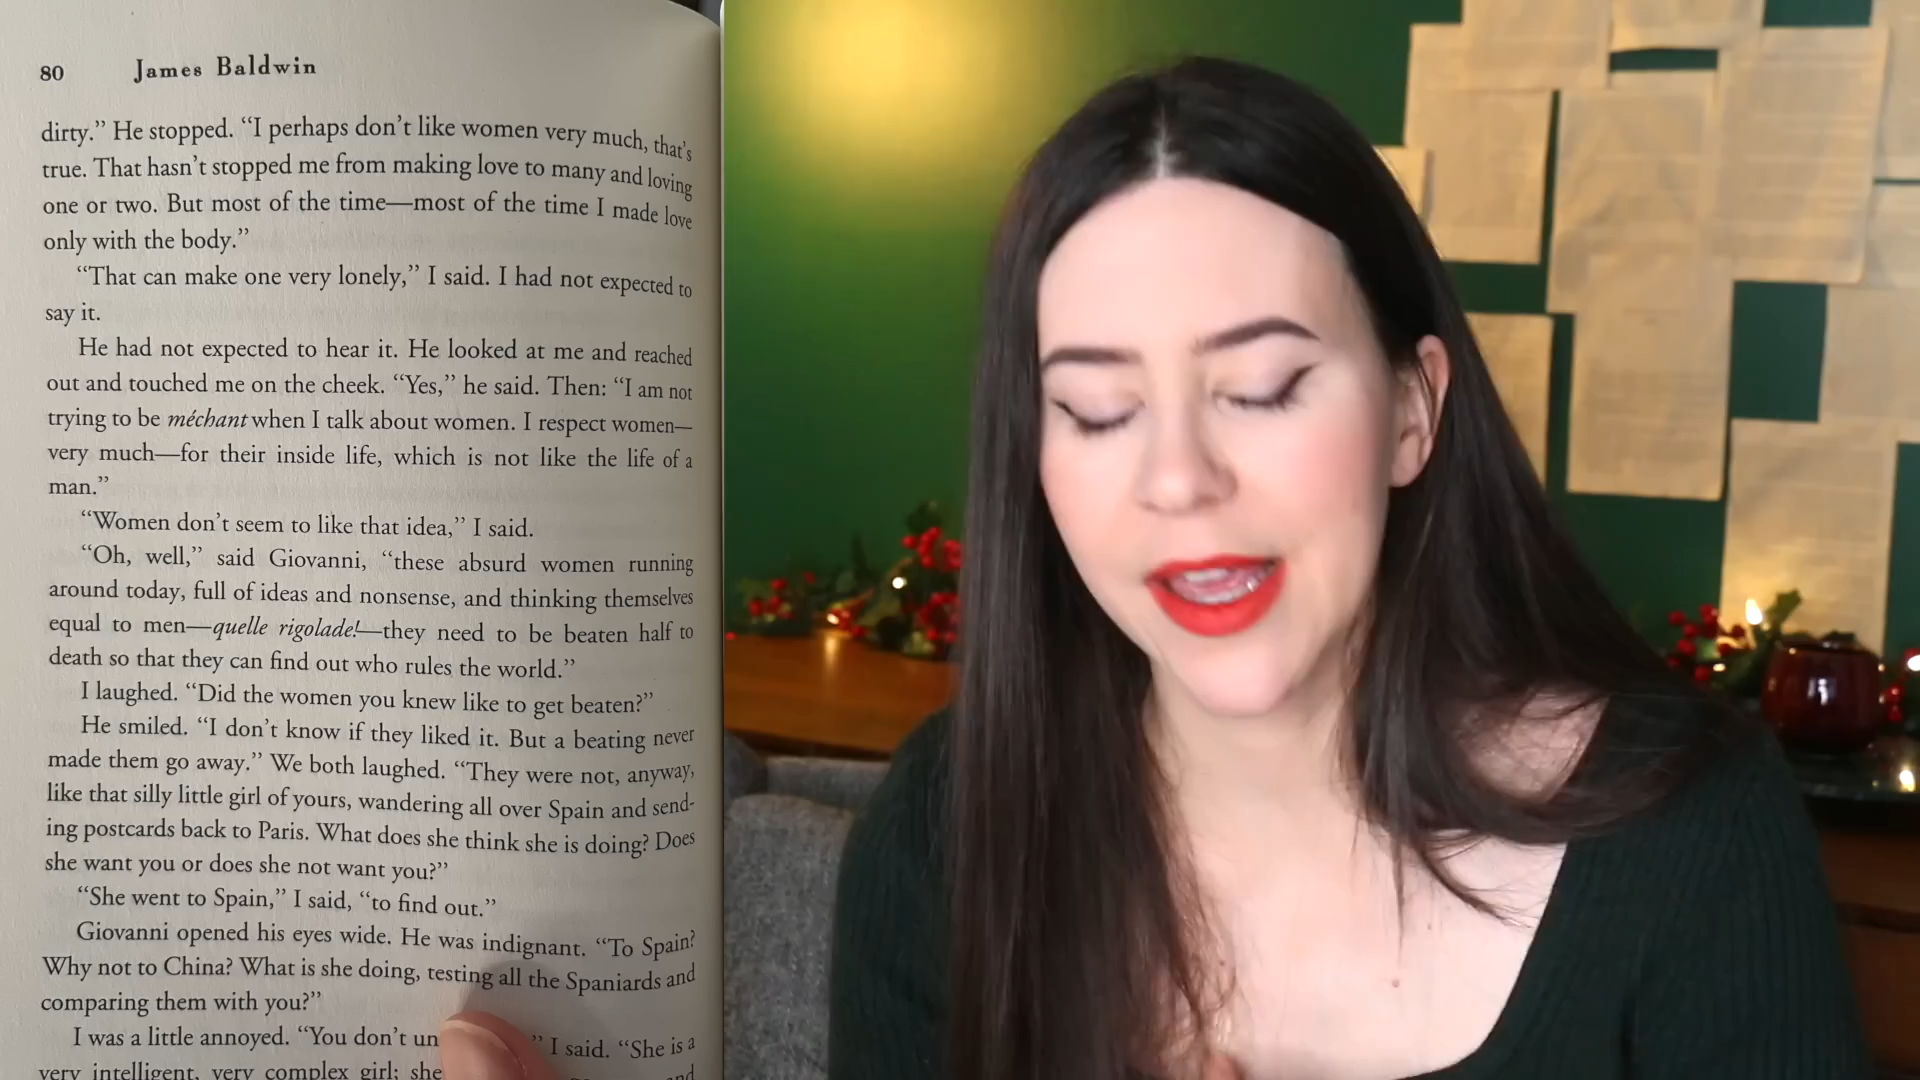 80 James Baldwin
dirty.” He stopped. “I perhaps don’t like women very much, that’s
true. That hasn’t stopped me from making love to many and loving
one or two. But most of the time—most of the time I made love
only with the body.”
“That can make one very lonely,” I said. I had not expected to
say it.
He had not expected to hear it. He looked at me and reached
out and touched me on the cheek. “Yes,” he said. Then: “I am not
trying to be méchant when I talk about women. I respect women—
very much—for their inside life, which is not like the life of a
man.”
“Women don’t seem to like that idea,” I said.
“Oh, well,” said Giovanni, “these absurd women running
around today, full of ideas and nonsense, and thinking themselves
equal to men—quelle rigolade!—they need to be beaten half to
death so that they can find out who rules the world.”
I laughed. “Did the women you knew like to get beaten?”
He smiled. “I don’t know if they liked it. But a beating never
made them go away.” We both laughed. “They were not, anyway,
like that silly little girl of yours, wandering all over Spain and send-
ing postcards back to Paris. What does she think she is doing? Does
she want you or does she not want you?”
“She went to Spain,” I said, “to find out.”
Giovanni opened his eyes wide. He was indignant. “To Spain?
Why not to China? What is she doing, testing all the Spaniards and
comparing them with you?”
I was a little annoyed. “You don’t un ” I said. “She is a
very intelligent, very complex girl; she and